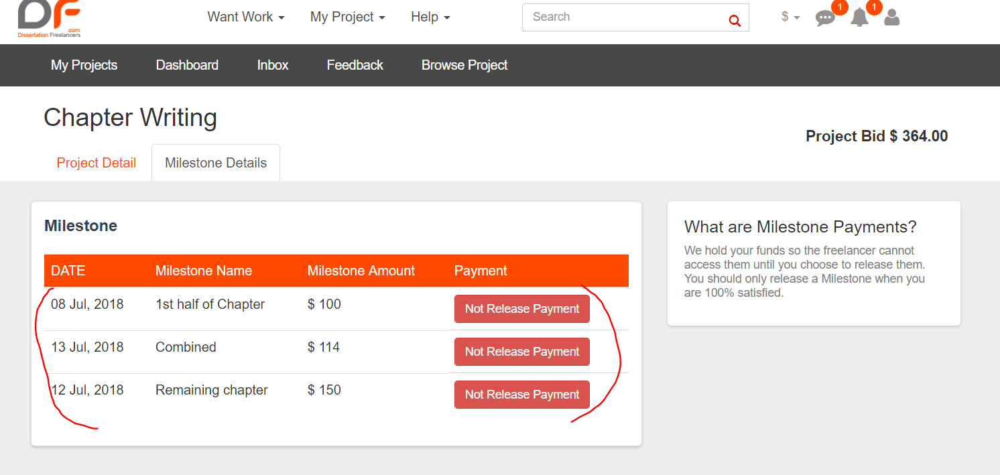 DF
.com
Dissertation Freelancers
Want Work My Project Help Search $ 1 1
My Projects Dashboard Inbox Feedback Browse Project
Chapter Writing
Project Bid $ 364.00
Project Detail Milestone Details
Milestone
DATE Milestone Name Milestone Amount Payment
08 Jul, 2018 1st half of Chapter $ 100 Not Release Payment
13 Jul, 2018 Combined $ 114 Not Release Payment
12 Jul, 2018 Remaining chapter $ 150 Not Release Payment
What are Milestone Payments?
We hold your funds so the freelancer cannot
access them until you choose to release them.
You should only release a Milestone when you
are 100% satisfied.